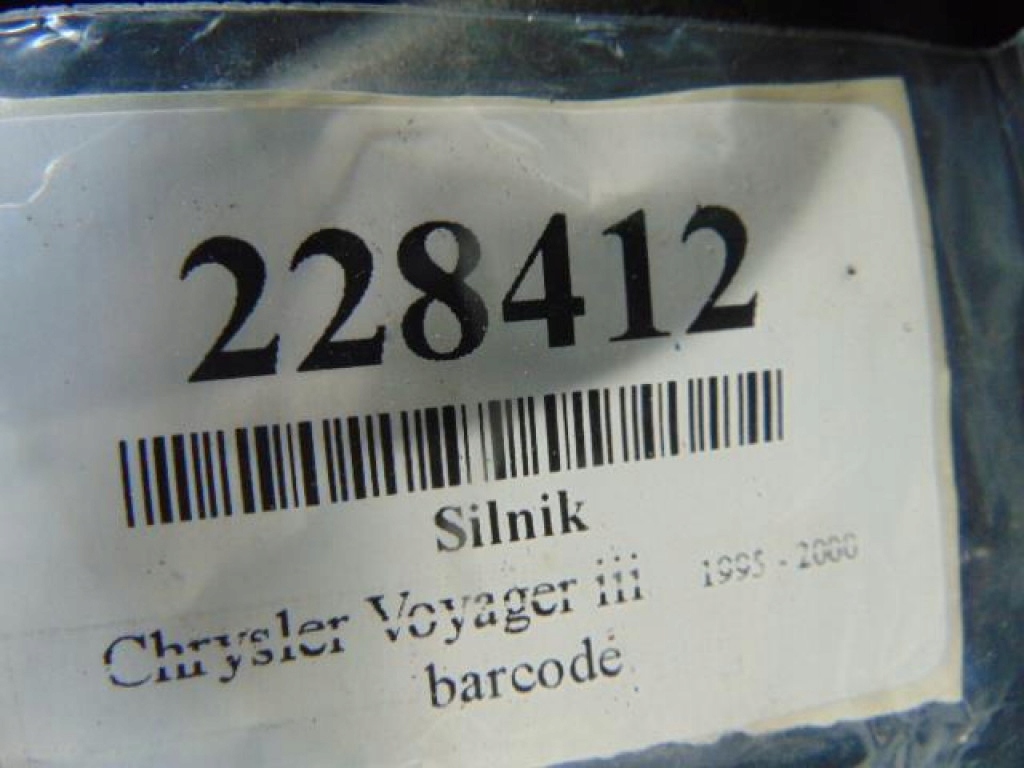 228412
Silnik
Chrysler Voyager iii 1995 - 2000
barcode